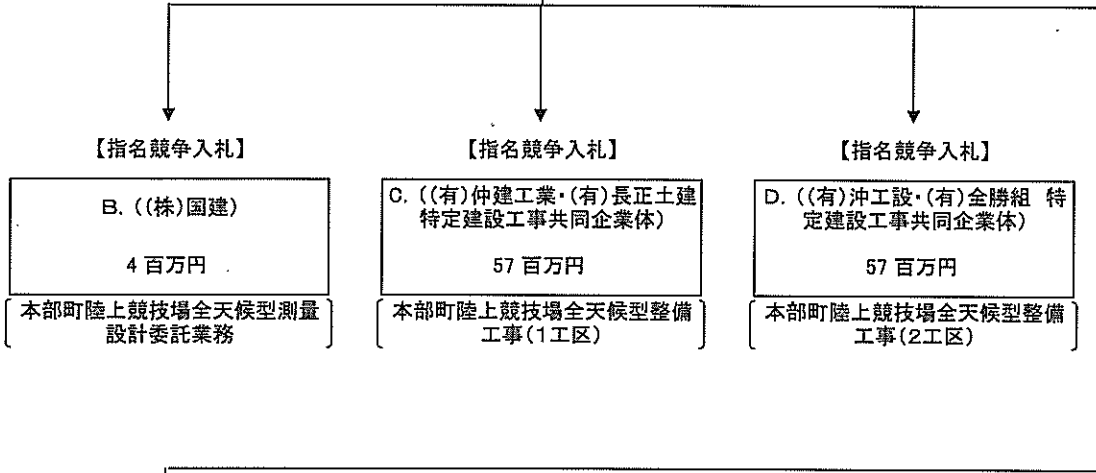 【指名競争入札】
B. ((株)国建)
4 百万円
本部町陸上競技場全天候型測量
設計委託業務
【指名競争入札】
C. ((有)仲建工業・(有)長正土建
特定建設工事共同企業体)
57 百万円
本部町陸上競技場全天候型整備
工事(1工区)
【指名競争入札】
D. ((有)沖工設・(有)金勝組 特
定建設工事共同企業体)
57 百万円
本部町陸上競技場全天候型整備
工事(2工区)